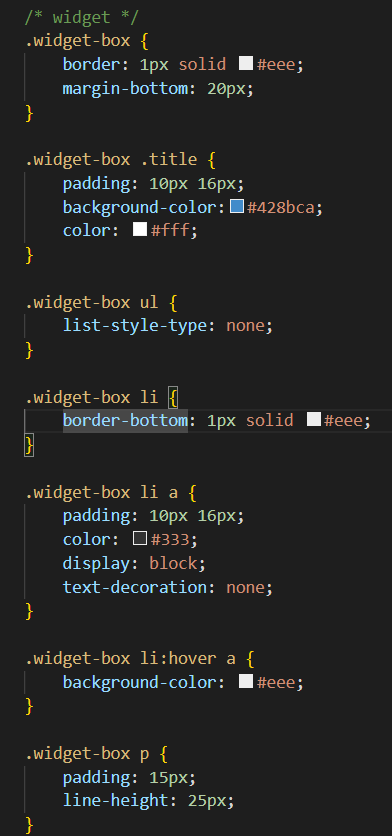 /* widget */
.widget-box {
    border: 1px solid #eee;
    margin-bottom: 20px;
}

.widget-box .title {
    padding: 10px 16px;
    background-color: #428bca;
    color: #fff;
}

.widget-box ul {
    list-style-type: none;
}

.widget-box li {
    border-bottom: 1px solid #eee;
}

.widget-box li a {
    padding: 10px 16px;
    color: #333;
    display: block;
    text-decoration: none;
}

.widget-box li:hover a {
    background-color: #eee;
}

.widget-box p {
    padding: 15px;
    line-height: 25px;
}